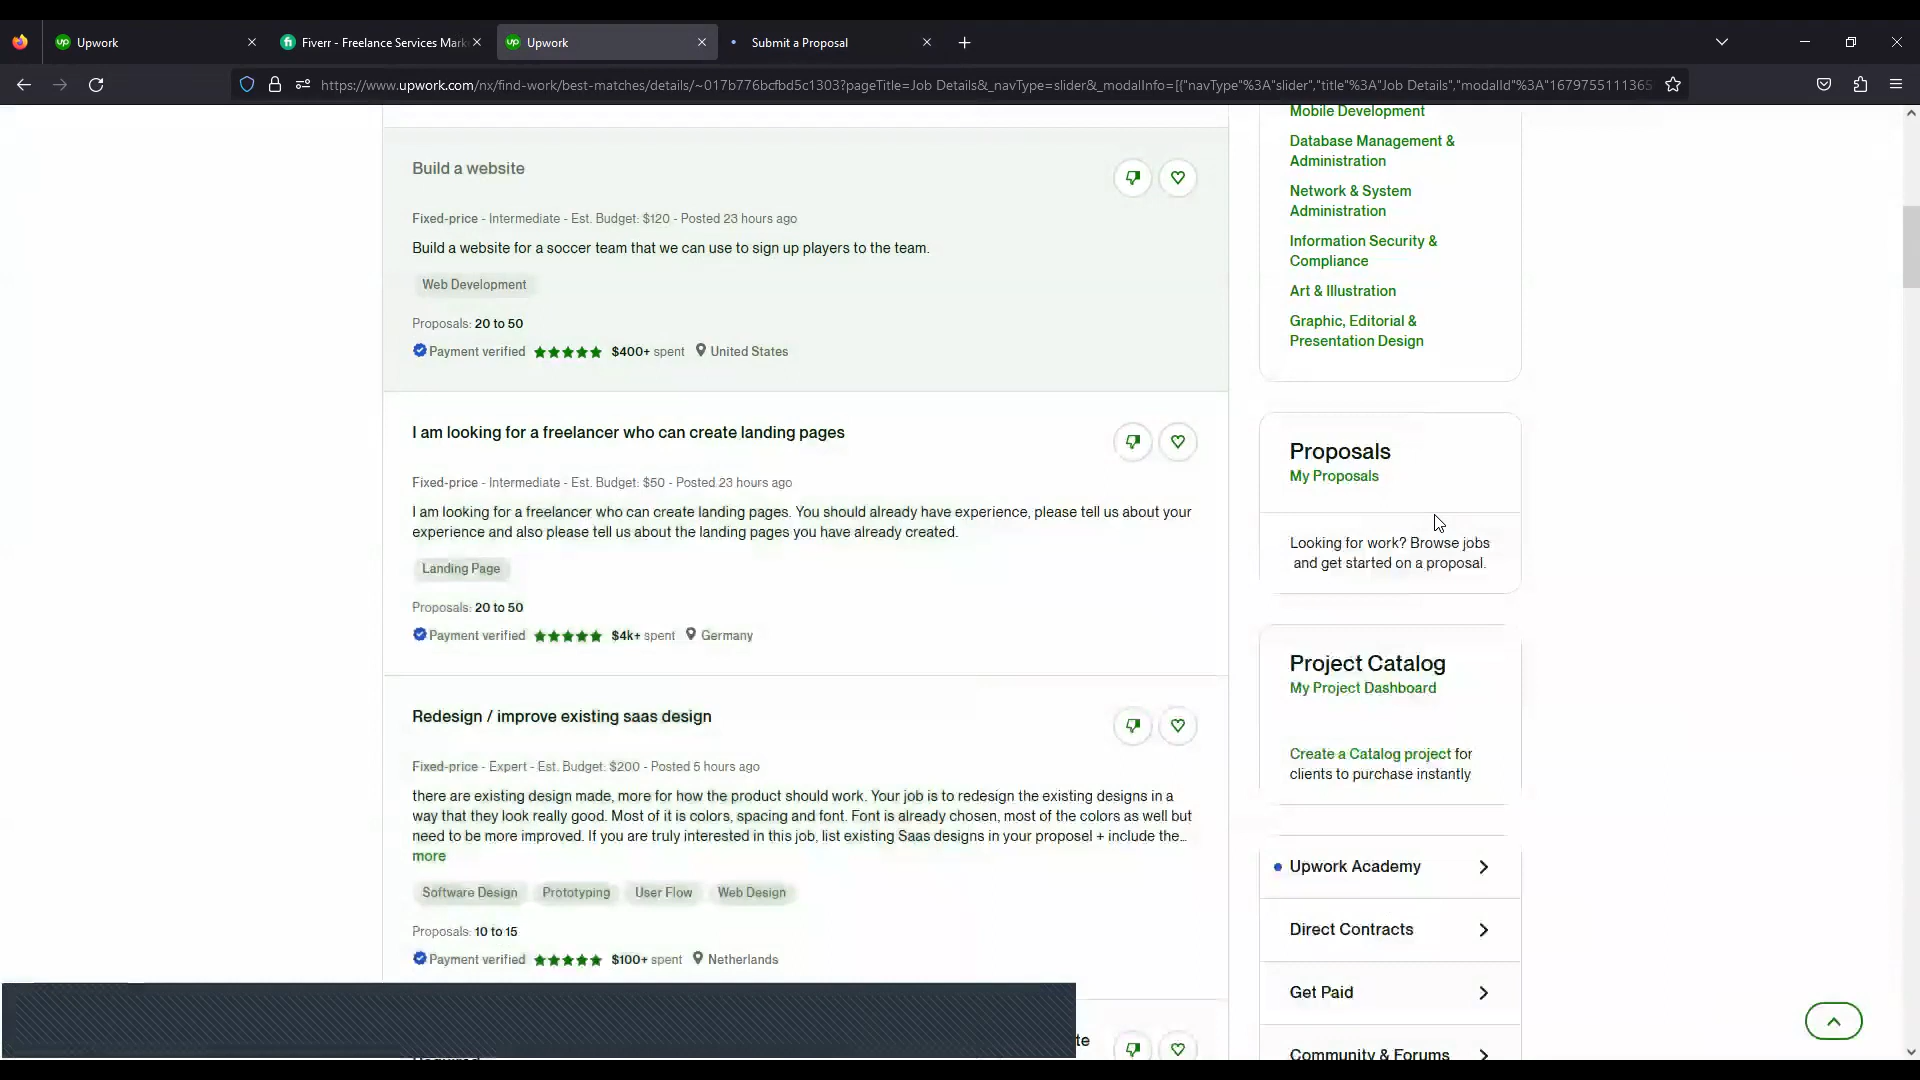 Upwork
Fiverr - Freelance Services Mark
Upwork
Submit a Proposal
https://www.upwork.com/nx/find-work/best-matches/details/~017b776bcfbd5c1303?pageTitle=Job Details&_navType=slider&_modalInfo=[{"navType"%3A"slider","title"%3A"Job Details","modalId"%3A"1679755111365
Build a website
Fixed-price - Intermediate - Est. Budget: $120 - Posted 23 hours ago
Build a website for a soccer team that we can use to sign up players to the team.
Web Development
Proposals: 20 to 50
Payment verified $400+ spent United States
I am looking for a freelancer who can create landing pages
Fixed-price - Intermediate - Est. Budget: $50 - Posted 23 hours ago
I am looking for a freelancer who can create landing pages. You should already have experience, please tell us about your
experience and also please tell us about the landing pages you have already created.
Landing Page
Proposals: 20 to 50
Payment verified $4k+ spent Germany
Redesign / improve existing saas design
Fixed-price - Expert - Est. Budget: $200 - Posted 5 hours ago
there are existing design made, more for how the product should work. Your job is to redesign the existing designs in a
way that they look really good. Most of it is colors, spacing and font. Font is already chosen, most of the colors as well but
need to be more improved. If you are truly interested in this job, list existing Saas designs in your proposel + include the...
more
Software Design Prototyping User Flow Web Design
Proposals: 10 to 15
Payment verified $100+ spent Netherlands
te
Mobile Development
Database Management &
Administration
Network & System
Administration
Information Security &
Compliance
Art & Illustration
Graphic, Editorial &
Presentation Design
Proposals
My Proposals
Looking for work? Browse jobs
and get started on a proposal.
Project Catalog
My Project Dashboard
Create a Catalog project for
clients to purchase instantly
Upwork Academy
Direct Contracts
Get Paid
Community & Forums